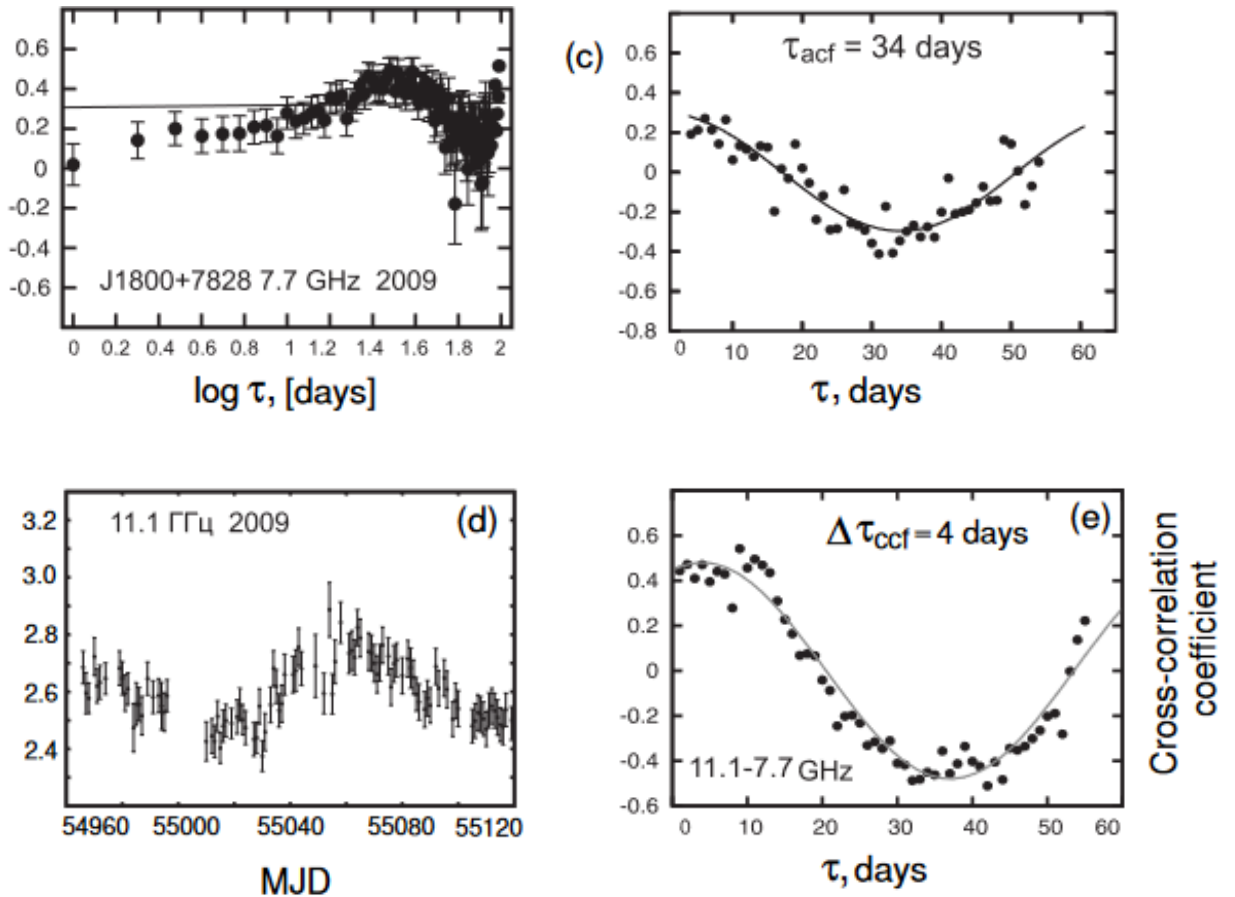 0.6
0.4
0.2
0
-0.2
-0.4
-0.6
J1800+7828 7.7 GHz 2009
0 0.2 0.4 0.6 0.8 1 1.2 1.4 1.6 1.8 2
log τ, [days]
(c)
τacf = 34 days
0.6
0.4
0.2
0
-0.2
-0.4
-0.6
-0.8
0 10 20 30 40 50 60
τ, days
3.2
3.0
2.8
2.6
2.4
11.1 ГГц 2009
(d)
54960 55000 55040 55080 55120
MJD
0.6
0.4
0.2
0
-0.2
-0.4
-0.6
Δ τccf = 4 days
(e)
11.1-7.7 GHz
0 10 20 30 40 50 60
τ, days
Cross-correlation
coefficient